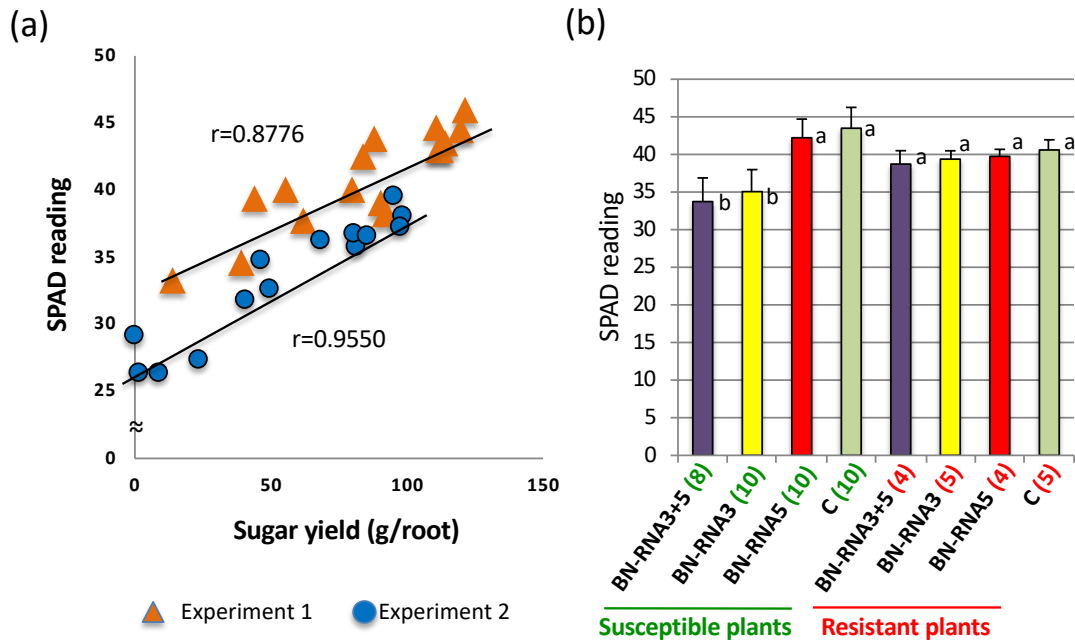 (a)
SPAD reading
50
45
40
35
30
25
≈
0
r=0.8776
r=0.9550
0 50 100 150
Sugar yield (g/root)
Experiment 1 Experiment 2
(b)
SPAD reading
50
45
40
35
30
25
20
15
10
5
0
b b a a a a a a
BN-RNA3+5 (8)
BN-RNA3 (10)
BN-RNA5 (10)
C (10)
BN-RNA3+5 (4)
BN-RNA3 (5)
BN-RNA5 (4)
C (5)
Susceptible plants Resistant plants